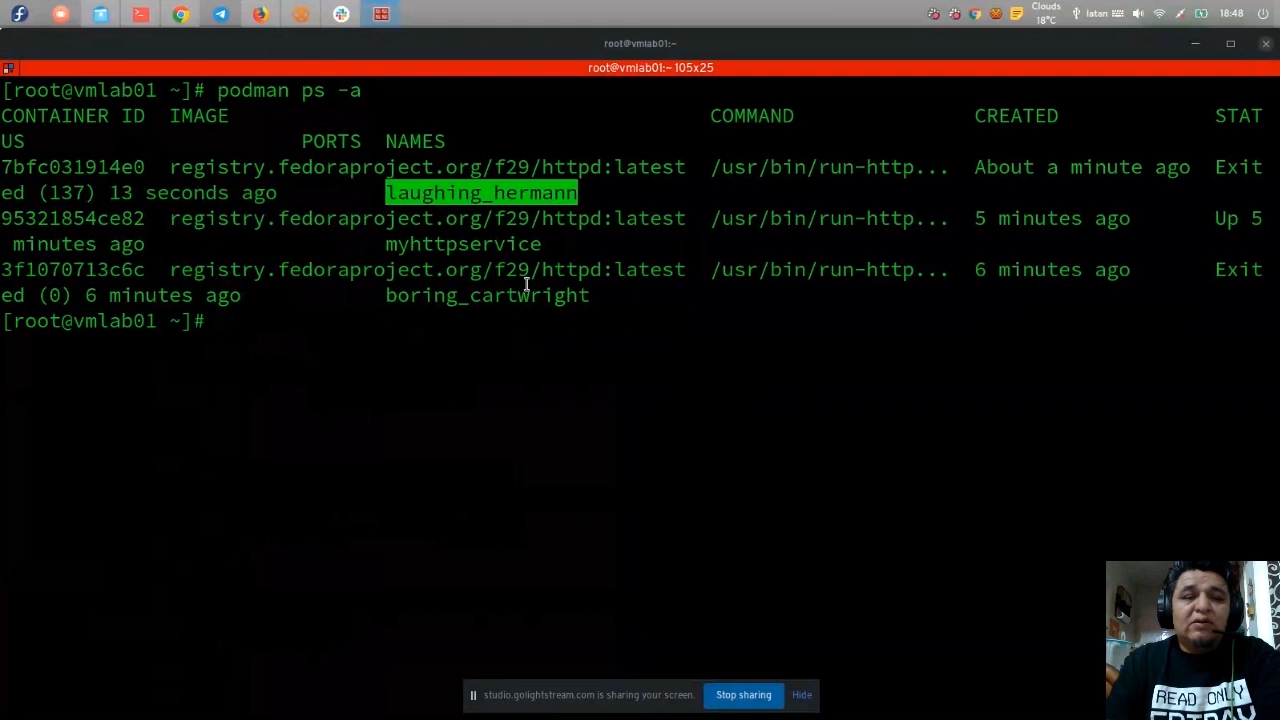 Clouds
18°C
latan
18:48
root@vmlab01:~
root@vmlab01:~ 105x25
[root@vmlab01 ~]# podman ps -a
CONTAINER ID  IMAGE                                         COMMAND               CREATED             STAT
US                         PORTS  NAMES
7bfc031914e0  registry.fedoraproject.org/f29/httpd:latest  /usr/bin/run-http...  About a minute ago  Exit
ed (137) 13 seconds ago         laughing_hermann
95321854ce82  registry.fedoraproject.org/f29/httpd:latest  /usr/bin/run-http...  5 minutes ago       Up 5
 minutes ago                    myhttpservice
3f1070713c6c  registry.fedoraproject.org/f29/httpd:latest  /usr/bin/run-http...  6 minutes ago       Exit
ed (0) 6 minutes ago            boring_cartwright
[root@vmlab01 ~]#
studio.golightstream.com is sharing your screen.
Stop sharing
Hide
READ ONLY
FRIDAY